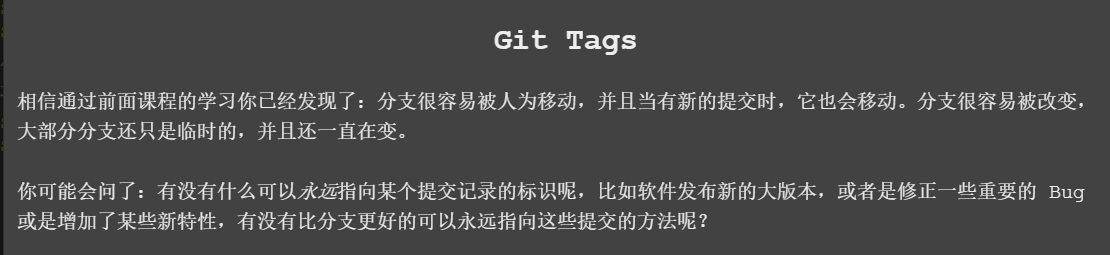 Git Tags
相信通过前面课程的学习你已经发现了：分支很容易被人为移动，并且当有新的提交时，它也会移动。分支很容易被改变，
大部分分支还只是临时的，并且还一直在变。
你可能会问了：有没有什么可以永远指向某个提交记录的标识呢，比如软件发布新的大版本，或者是修正一些重要的 Bug
或是增加了某些新特性，有没有比分支更好的可以永远指向这些提交的方法呢？